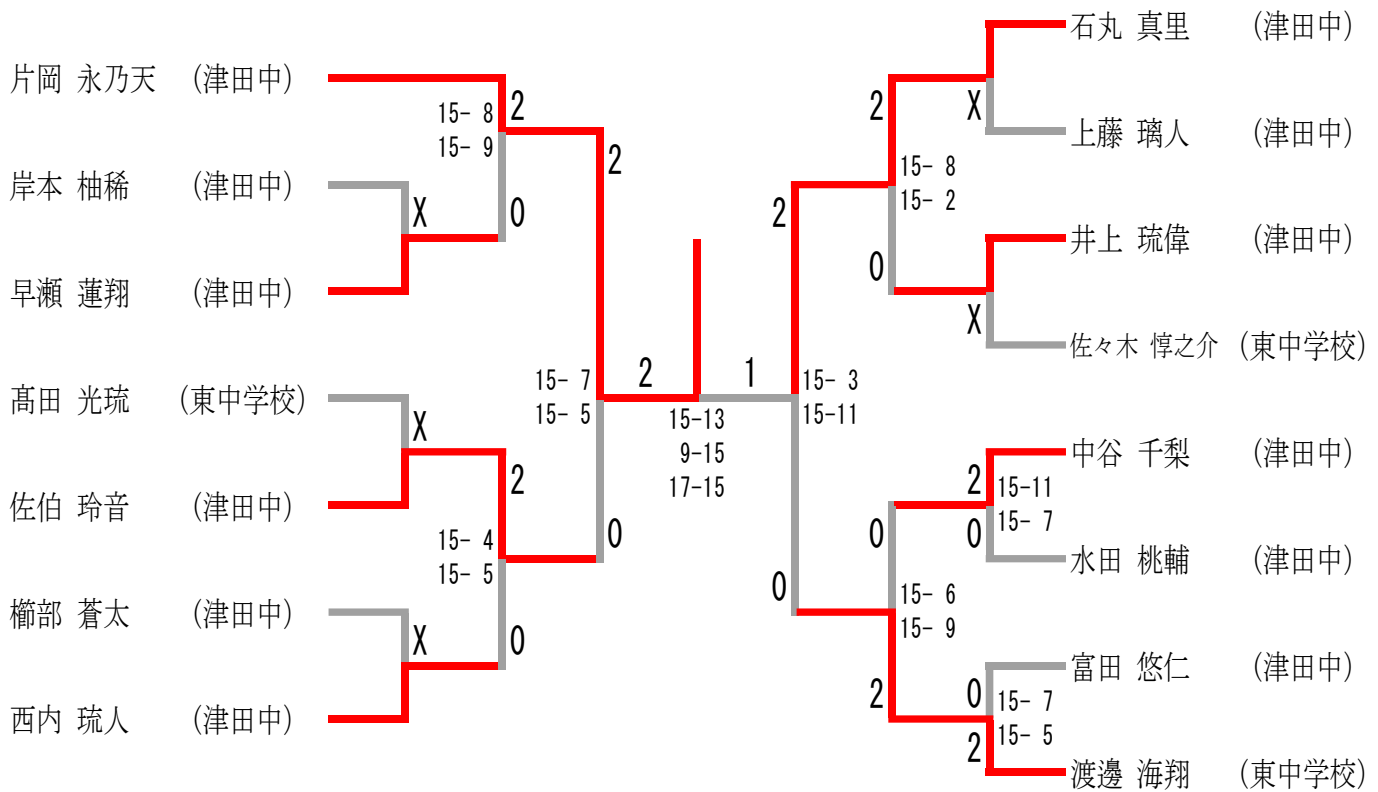 片岡 永乃天 (津田中)
岸本 柚稀 (津田中)
早瀬 蓮翔 (津田中)
髙田 光琉 (東中学校)
佐伯 玲音 (津田中)
櫛部 蒼太 (津田中)
西内 琉人 (津田中)
15- 8
15- 9
2
0
X
X
15- 4
15- 5
2
0
X
2
15- 7
15- 5
0
2
1
15-13
9-15
17-15
2
15- 3
15-11
0
2
15- 8
15- 2
0
X
X
0
15- 6
15- 9
2
2
15-11
15- 7
0
0
15- 7
15- 5
2
石丸 真里 (津田中)
上藤 璃人 (津田中)
井上 琉偉 (津田中)
佐々木 惇之介 (東中学校)
中谷 千梨 (津田中)
水田 桃輔 (津田中)
富田 悠仁 (津田中)
渡邊 海翔 (東中学校)